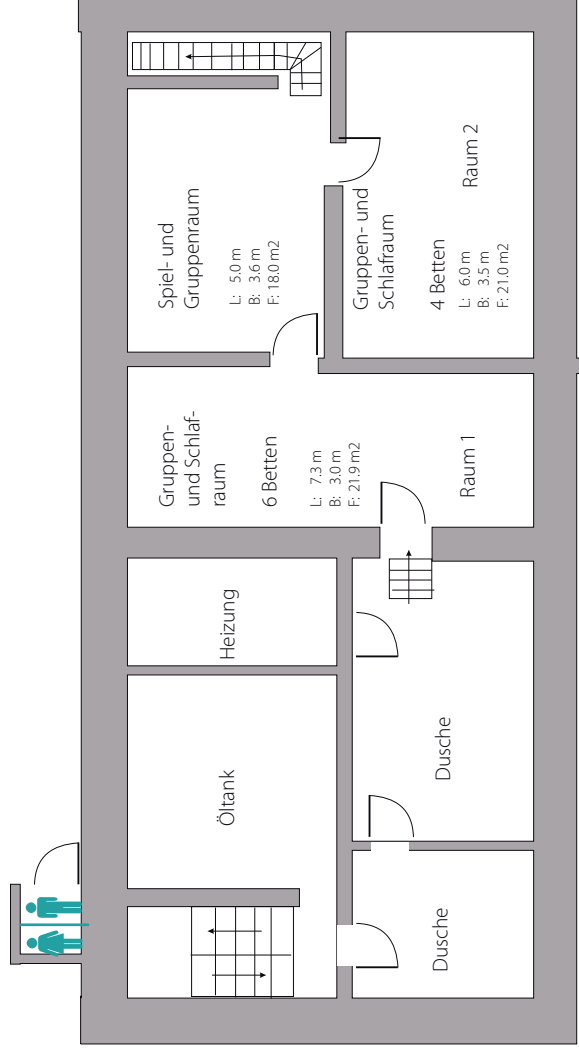 Spiel- und
Gruppenraum
L: 5.0 m
B: 3.6 m
F: 18.0 m2
Gruppen- und
Schlafraum
4 Betten
L: 6.0 m
B: 3.5 m
F: 21.0 m2
Raum 2
Gruppen-
und Schlaf-
raum
6 Betten
L: 7.3 m
B: 3.0 m
F: 21.9 m2
Raum 1
Heizung
Öltank
Dusche
Dusche